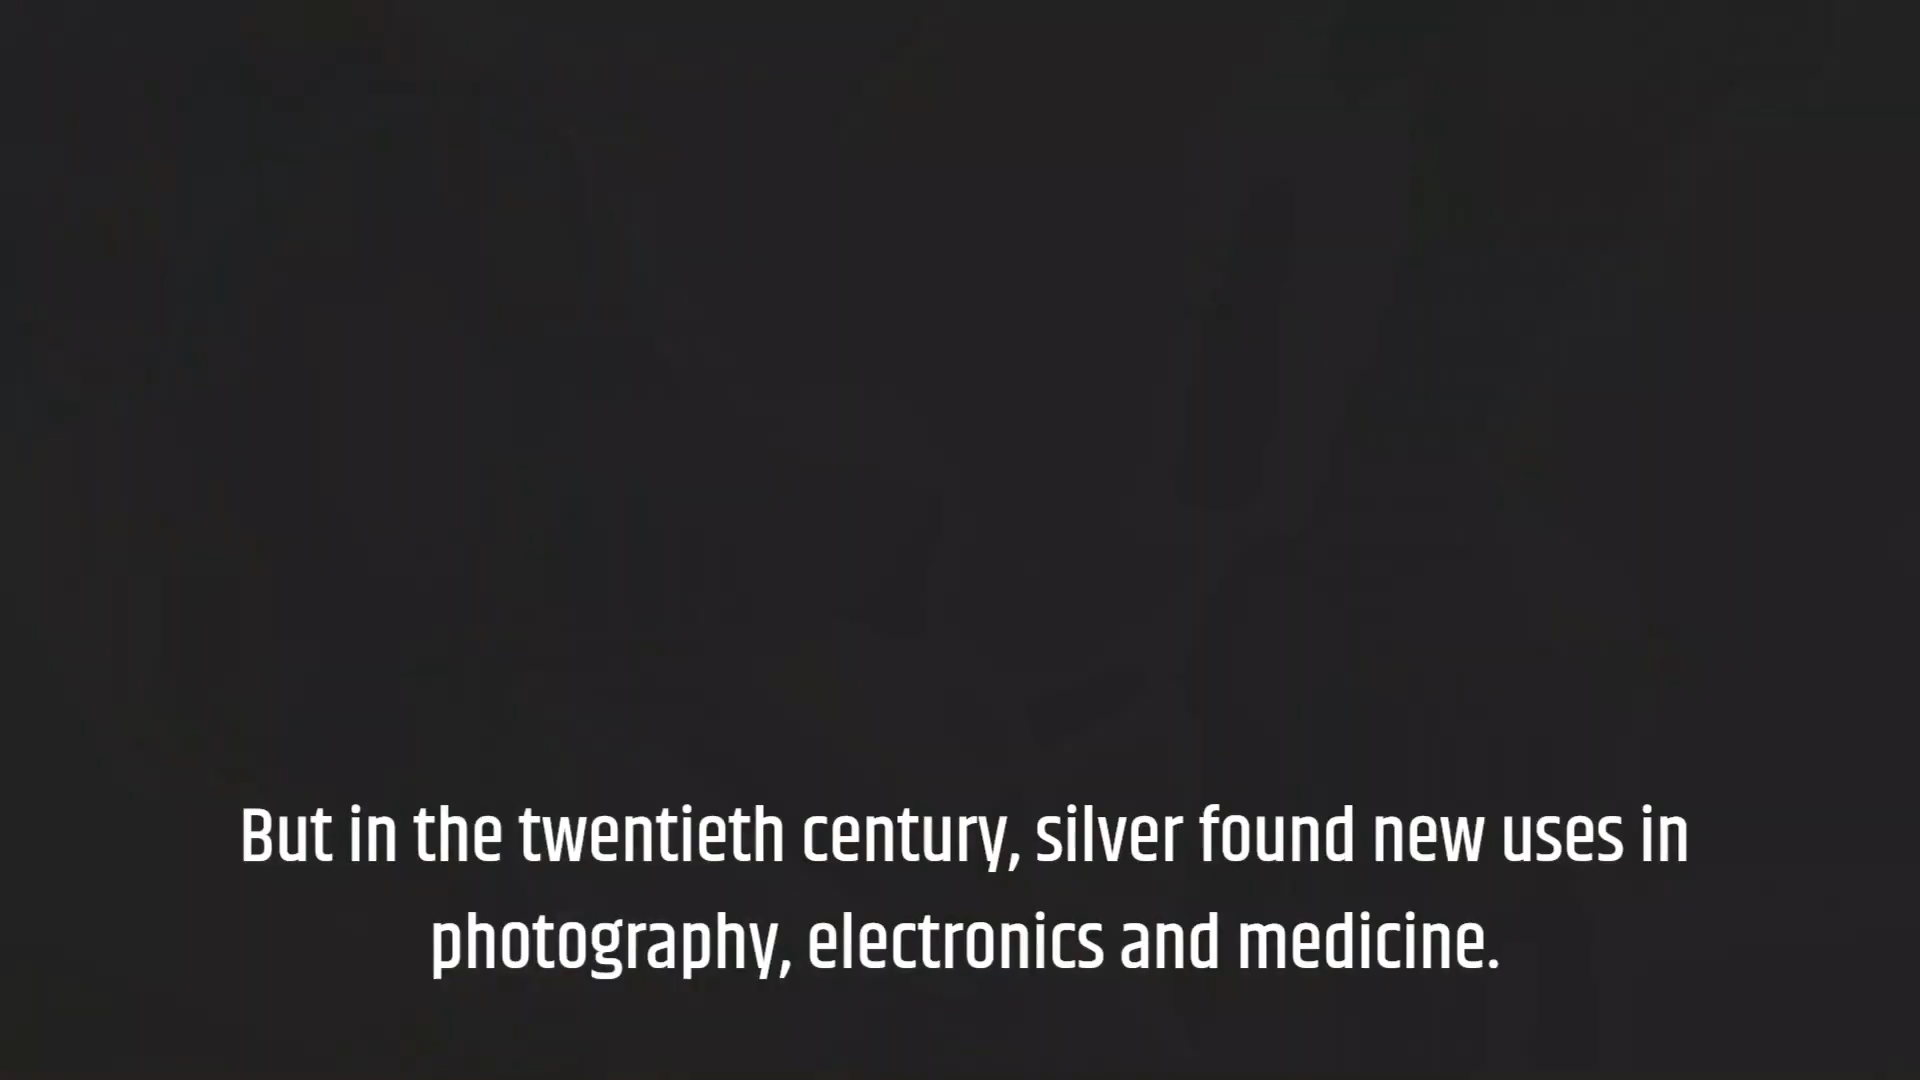 But in the twentieth century, silver found new uses in
photography, electronics and medicine.